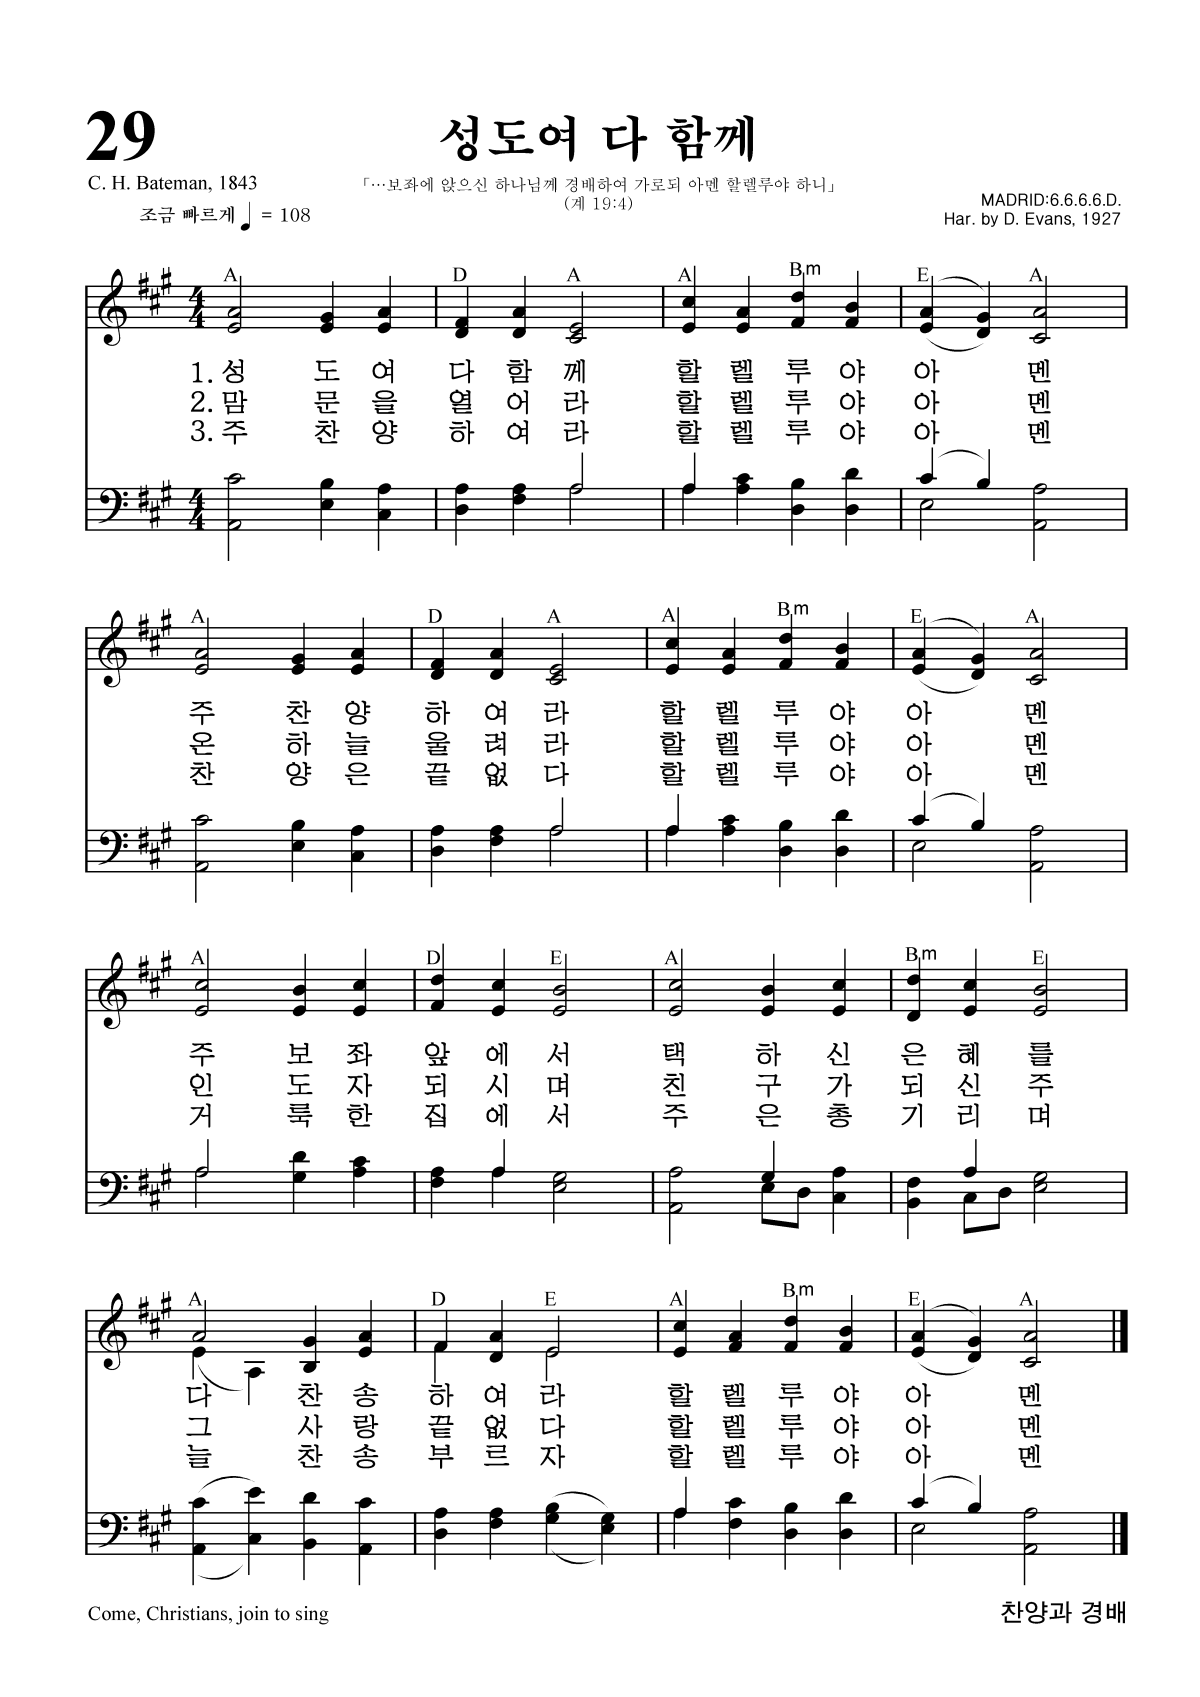 29
성도여 다 함께
C. H. Bateman, 1843
「…보좌에 앉으신 하나님께 경배하여 가로되 아멘 할렐루야 하니」
(계 19:4)
조금 빠르게 ♩ = 108
MADRID:6.6.6.6.D.
Har. by D. Evans, 1927
A D A A Bm E A
4 4
1. 성 도 여 다 함 께 할 렐 루 야 아 멘
2. 맘 문 을 열 어 라 할 렐 루 야 아 멘
3. 주 찬 양 하 여 라 할 렐 루 야 아 멘
4 4
A D A A Bm E A
주 찬 양 하 여 라 할 렐 루 야 아 멘
온 하 늘 울 려 라 할 렐 루 야 아 멘
찬 양 은 끝 없 다 할 렐 루 야 아 멘
A D E A Bm E
주 보 좌 앞 에 서 택 하 신 은 혜 를
인 도 자 되 시 며 친 구 가 되 신 주
거 룩 한 집 에 서 주 은 총 기 리 며
A D E A Bm E A
다 찬 송 하 여 라 할 렐 루 야 아 멘
그 사 랑 끝 없 다 할 렐 루 야 아 멘
늘 찬 송 부 르 자 할 렐 루 야 아 멘
Come, Christians, join to sing
찬양과 경배